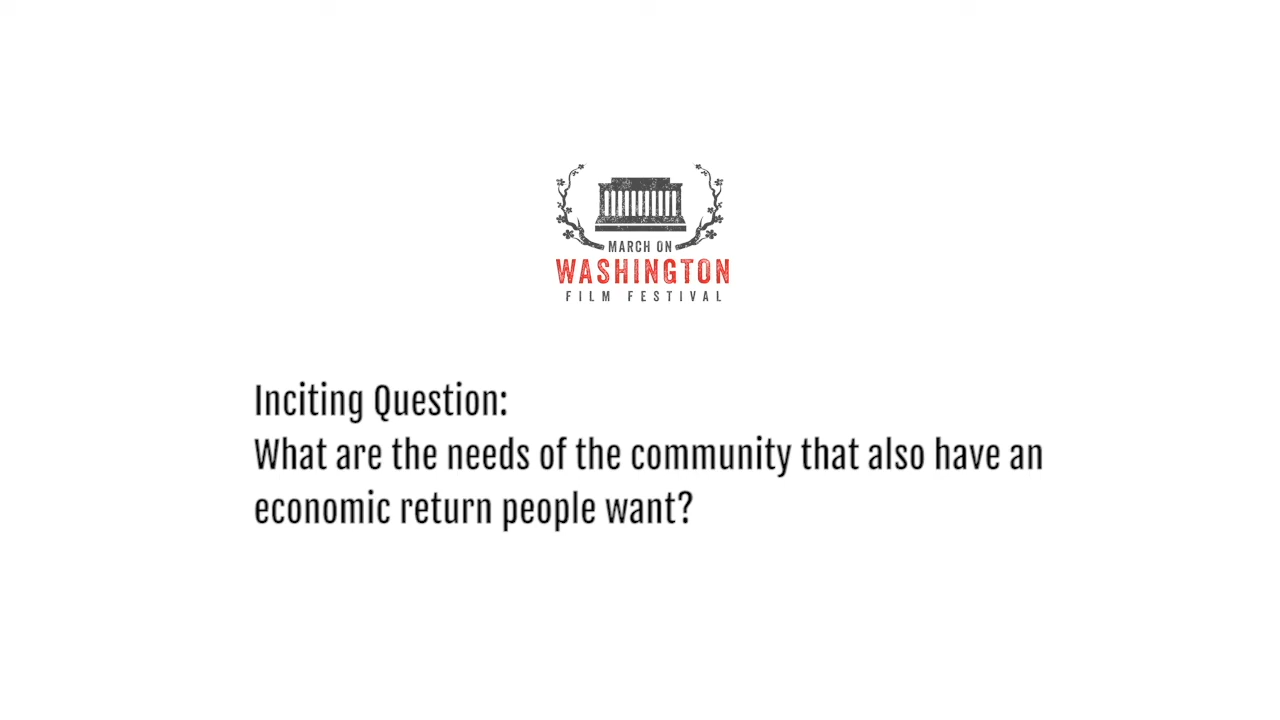 MARCH ON
WASHINGTON
FILM FESTIVAL
Inciting Question:
What are the needs of the community that also have an
economic return people want?